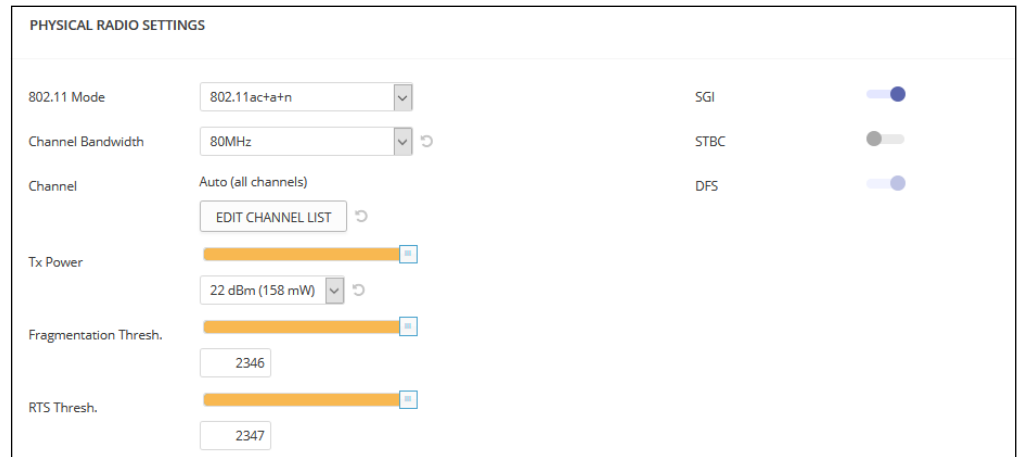 PHYSICAL RADIO SETTINGS
802.11 Mode 802.11ac+a+n SGI
Channel Bandwidth 80MHz STBC
Channel Auto (all channels) DFS
EDIT CHANNEL LIST
Tx Power
22 dBm (158 mW)
Fragmentation Thresh.
2346
RTS Thresh.
2347